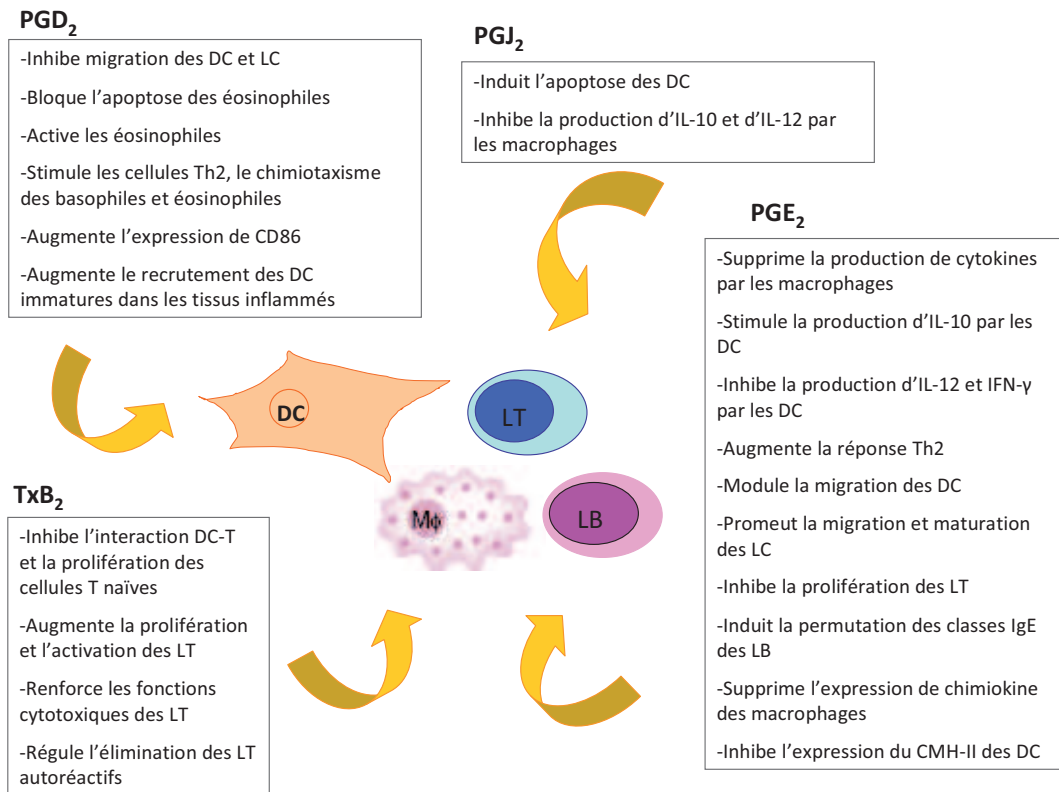 PGD2
-Inhibe migration des DC et LC
-Bloque l’apoptose des éosinophiles
-Active les éosinophiles
-Stimule les cellules Th2, le chimiotaxisme
des basophiles et éosinophiles
-Augmente l’expression de CD86
-Augmente le recrutement des DC
immatures dans les tissus inflammés
PGJ2
-Induit l’apoptose des DC
-Inhibe la production d’IL-10 et d’IL-12 par
les macrophages
PGE2
-Supprime la production de cytokines
par les macrophages
-Stimule la production d’IL-10 par les
DC
-Inhibe la production d’IL-12 et IFN-γ
par les DC
-Augmente la réponse Th2
-Module la migration des DC
-Promeut la migration et maturation
des LC
-Inhibe la prolifération des LT
-Induit la permutation des classes IgE
des LB
-Supprime l’expression de chimiokine
des macrophages
-Inhibe l’expression du CMH-II des DC
DC
LT
Mϕ
LB
TxB2
-Inhibe l’interaction DC-T
et la prolifération des
cellules T naïves
-Augmente la prolifération
et l’activation des LT
-Renforce les fonctions
cytotoxiques des LT
-Régule l’élimination des LT
autoréactifs